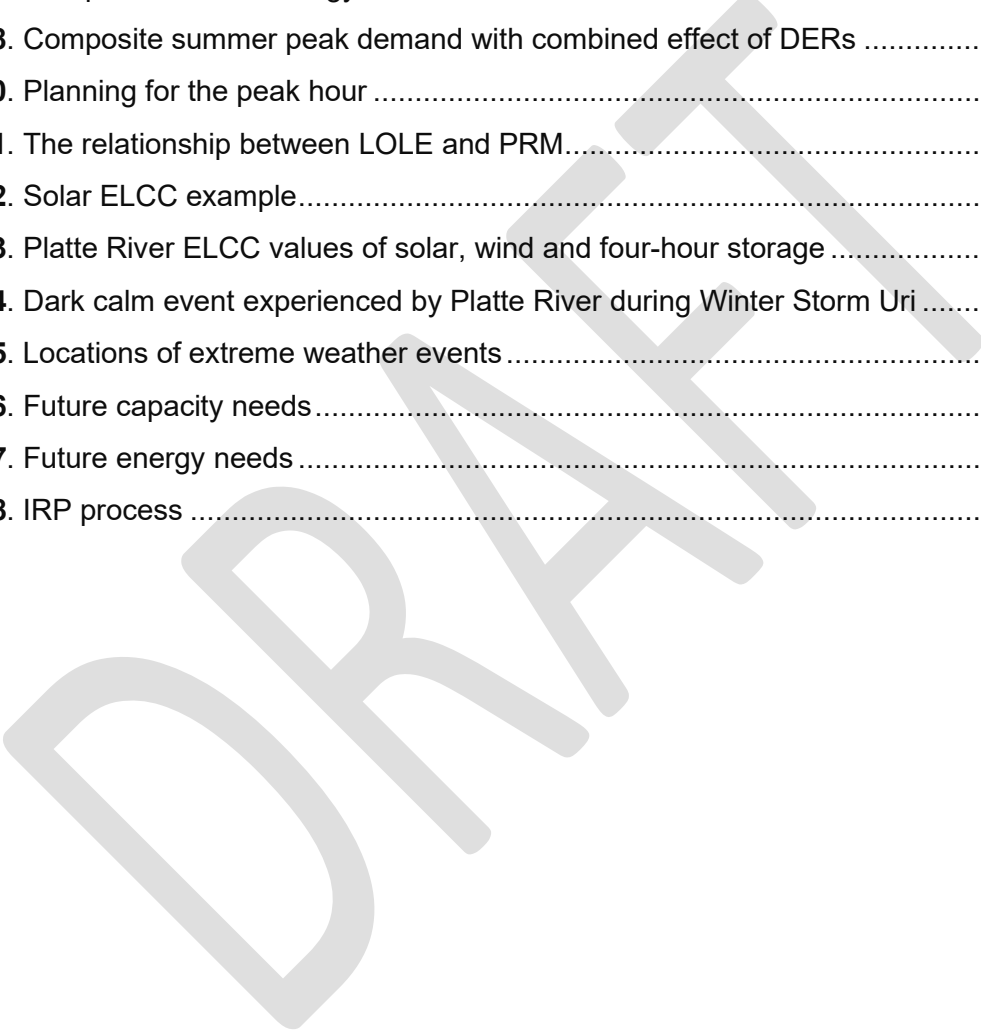 3. Composite summer peak demand with combined effect of DERs ..............
0. Planning for the peak hour ..............................................................................
1. The relationship between LOLE and PRM.....................................................
2. Solar ELCC example....................................................................................
3. Platte River ELCC values of solar, wind and four-hour storage .................
4. Dark calm event experienced by Platte River during Winter Storm Uri .......
5. Locations of extreme weather events ...........................................................
6. Future capacity needs..................................................................................
7. Future energy needs ....................................................................................
8. IRP process .................................................................................................
DRAFT